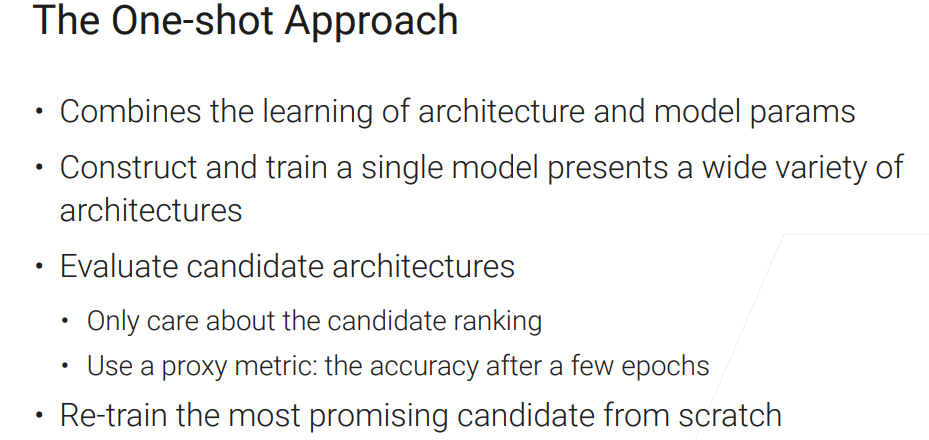 The One-shot Approach
• Combines the learning of architecture and model params
• Construct and train a single model presents a wide variety of
architectures
• Evaluate candidate architectures
• Only care about the candidate ranking
• Use a proxy metric: the accuracy after a few epochs
• Re-train the most promising candidate from scratch